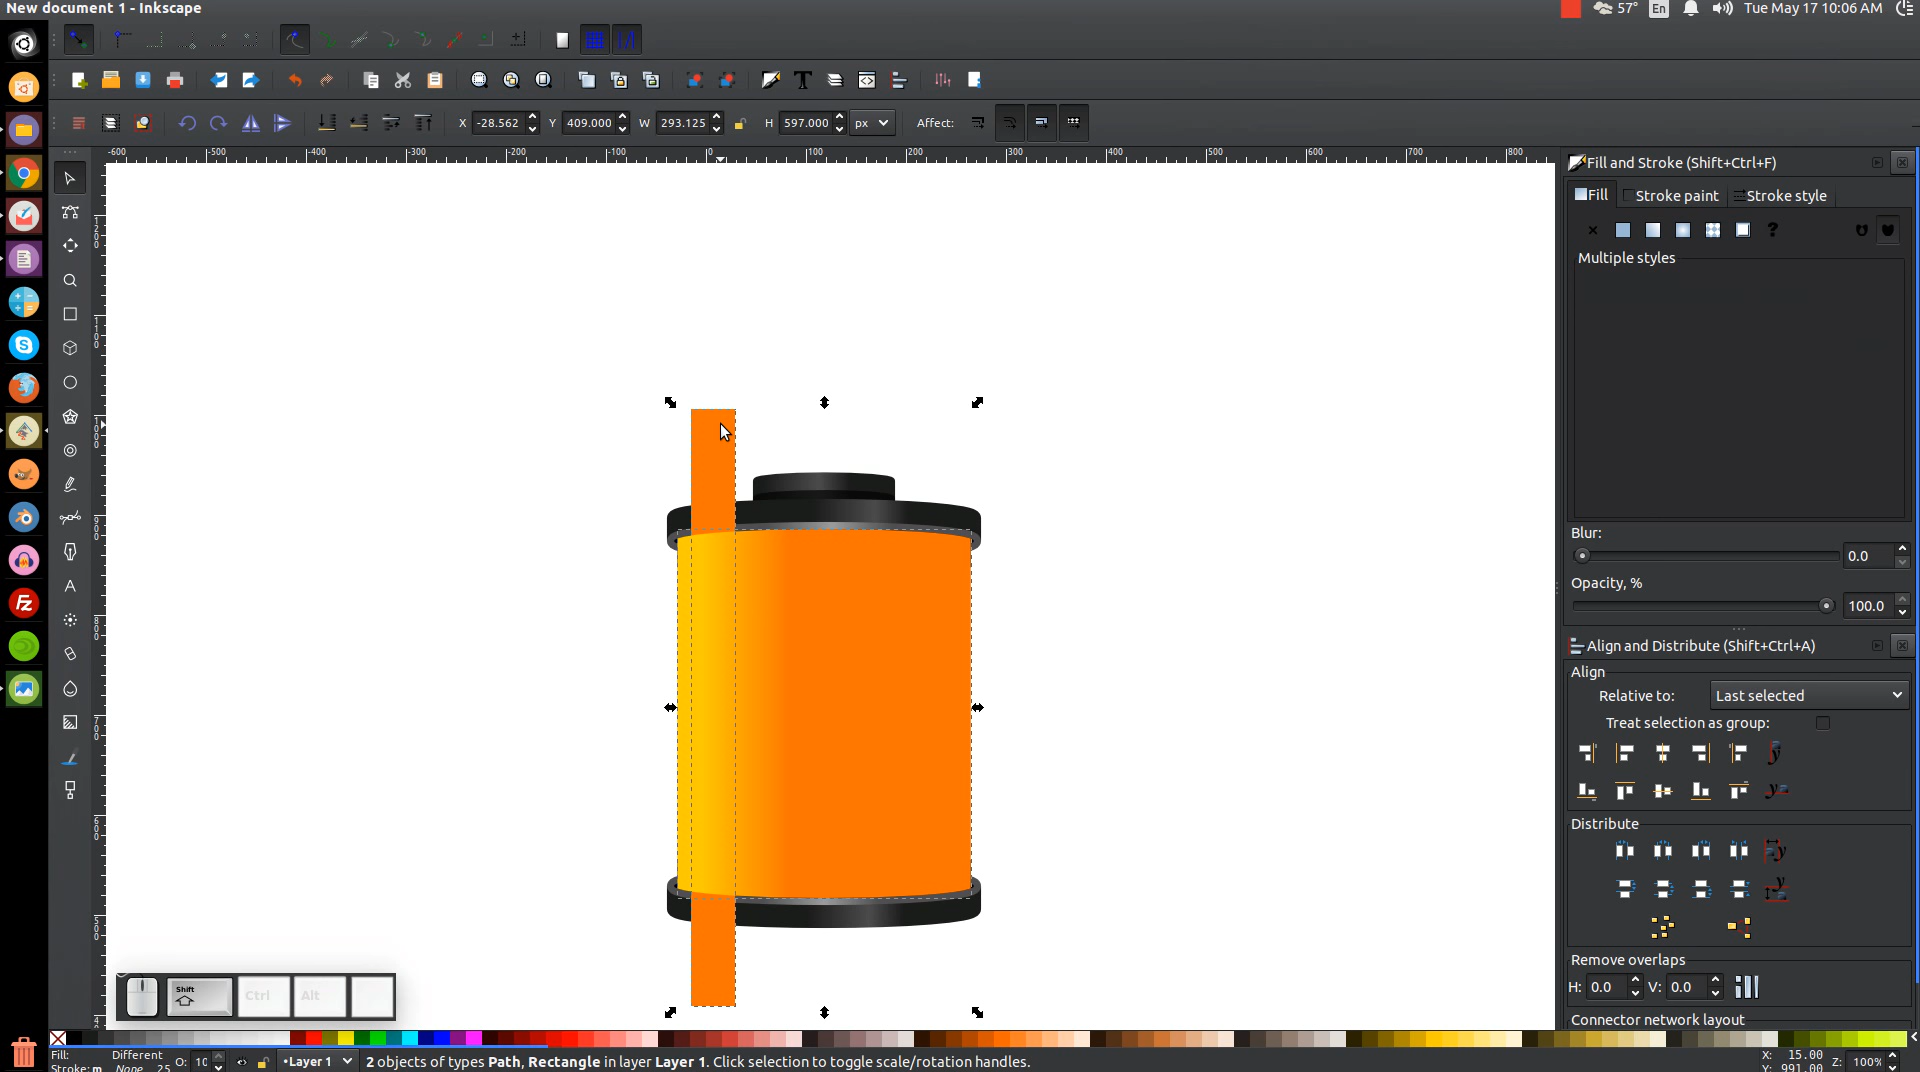 New document 1 - Inkscape
57°
En
Tue May 17 10:06 AM
X -28.562
Y 409.000
W 293.125
H 597.000
px
Affect:
-600 -500 -400 -300 -200 -100 0 100 200 300 400 500 600 700 800
Fill and Stroke (Shift+Ctrl+F)
Fill
Stroke paint
Stroke style
?
Multiple styles
Blur:
0.0
Opacity, %
100.0
Align and Distribute (Shift+Ctrl+A)
Align
Relative to: Last selected
Treat selection as group:
Distribute
Remove overlaps
H: 0.0 V: 0.0
Connector network layout
Shift
Ctrl
Alt
Fill: Different
Stroke: m None 25
O: 10
•Layer 1
2 objects of types Path, Rectangle in layer Layer 1. Click selection to toggle scale/rotation handles.
X: 15.00
Y: 991.00
Z: 100%